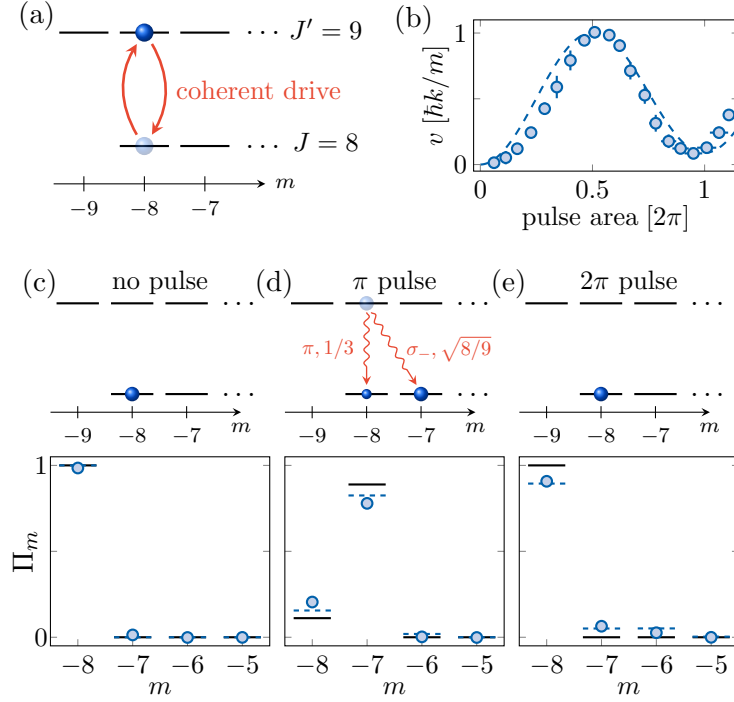 (a)
J′ = 9
coherent drive
J = 8
m
−9 −8 −7
(b)
v [ħk/m]
1
0
0 0.5 1
pulse area [2π]
(c) no pulse
m
−9 −8 −7
(d) π pulse
π, 1/3
σ₋, √8/9
m
−9 −8 −7
(e) 2π pulse
m
−9 −8 −7
Πₘ
1
0
−8 −7 −6 −5
m
−8 −7 −6 −5
m
−8 −7 −6 −5
m